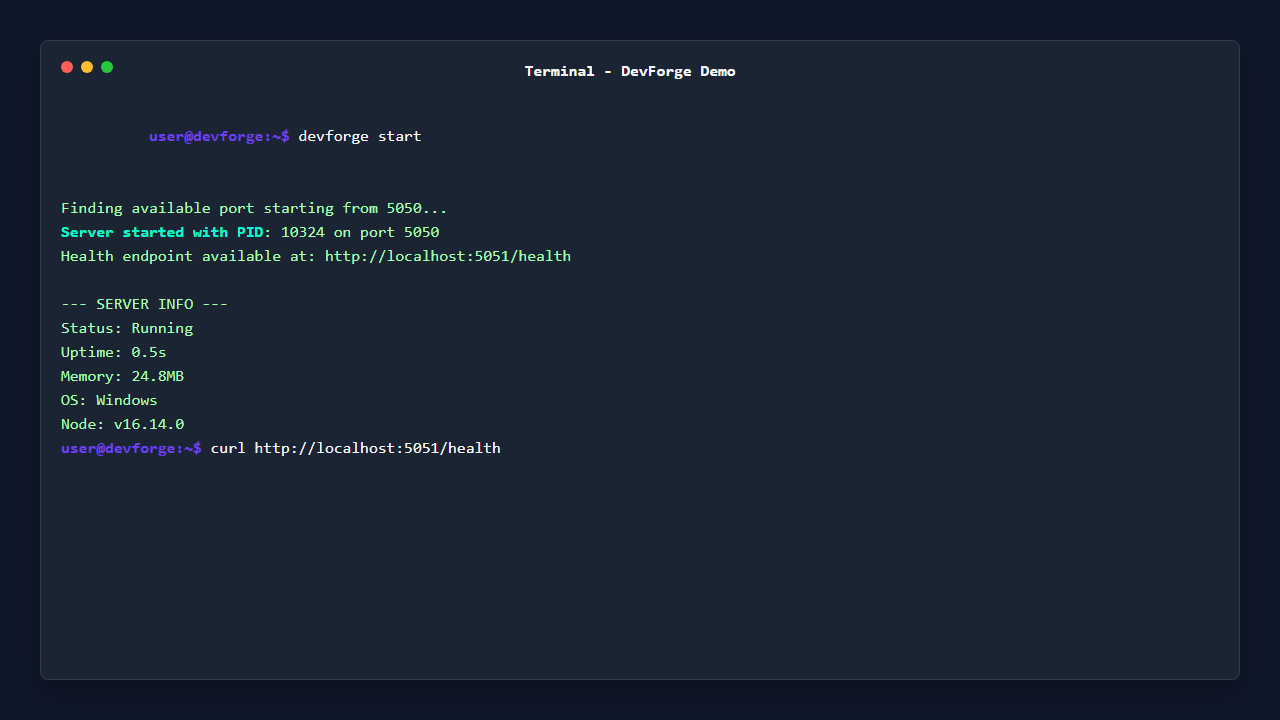 Terminal - DevForge Demo
user@devforge:~$ devforge start
Finding available port starting from 5050...
Server started with PID: 10324 on port 5050
Health endpoint available at: http://localhost:5051/health
--- SERVER INFO ---
Status: Running
Uptime: 0.5s
Memory: 24.8MB
OS: Windows
Node: v16.14.0
user@devforge:~$ curl http://localhost:5051/health